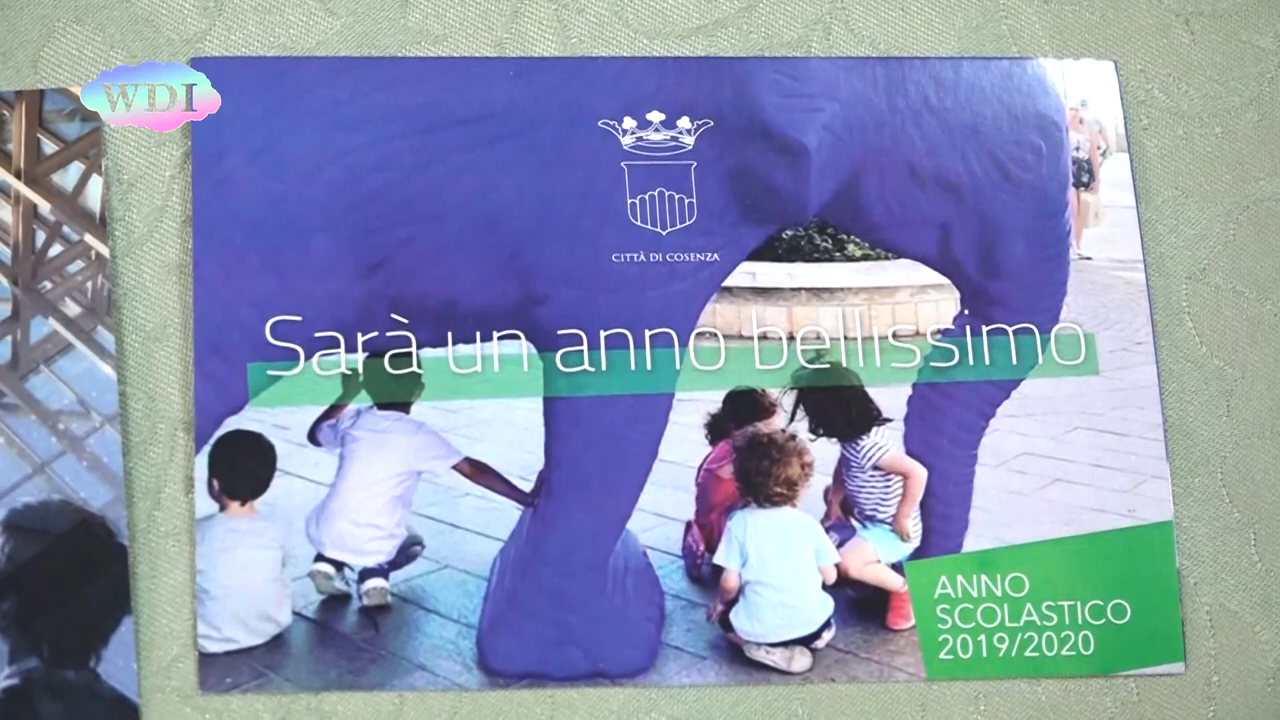 WDI
CITTÀ DI COSENZA
Sarà un anno bellissimo
ANNO
SCOLASTICO
2019/2020